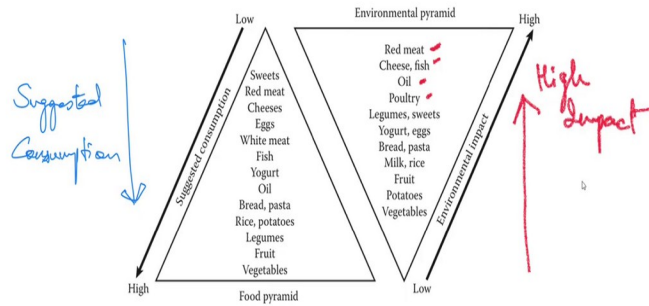 Environmental pyramid
Low
High
Suggested
Consumption
Suggested consumption
Sweets
Red meat
Cheeses
Eggs
White meat
Fish
Yogurt
Oil
Bread, pasta
Rice, potatoes
Legumes
Fruit
Vegetables
High
Food pyramid
Red meat
Cheese, fish
Oil
Poultry
Legumes, sweets
Yogurt, eggs
Bread, pasta
Milk, rice
Fruit
Potatoes
Vegetables
Low
Environmental impact
High
Impact